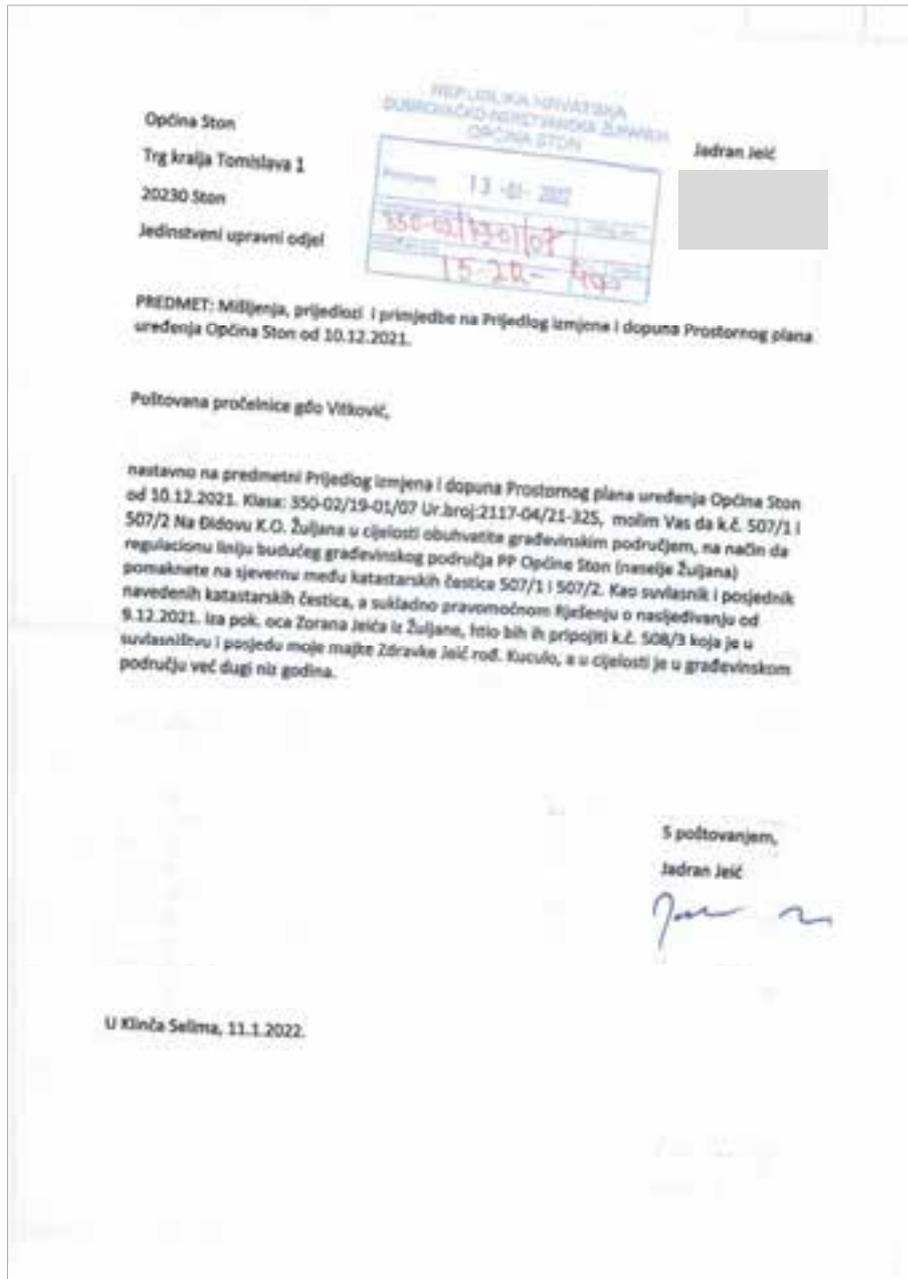 Općina Ston
Trg kralja Tomislava 1
20230 Ston
Jedinstveni upravni odjel
REPUBLIKA HRVATSKA
DUBROVAČKO-NERETVANSKA ŽUPANIJA
OPĆINA STON
13 -01- 2022
350-02/19-01/07
15-20-
Jadran Jeić
PREDMET: Mišljenja, prijedlozi i primjedbe na Prijedlog izmjena i dopuna Prostornog plana
uređenja Općina Ston od 10.12.2021.
Poštovana pročelnice gđo Vitković,
nastavno na predmetni Prijedlog izmjena i dopuna Prostornog plana uređenja Općina Ston
od 10.12.2021. Klasa: 350-02/19-01/07 Ur.broj:2117-04/21-325, molim Vas da k.č. 507/1 i
507/2 Na Đidovu K.O. Žuljana u cijelosti obuhvatite građevinskim područjem, na način da
regulacionu liniju budućeg građevinskog područja PP Općine Ston (naselje Žuljana)
pomaknete na sjevernu među katastarskih čestica 507/1 i 507/2. Kao suvlasnik i posjednik
navedenih katastarskih čestica, a sukladno pravomoćnom Rješenju o nasljeđivanju od
9.12.2021. iza pok. oca Zorana Jeića iz Žuljane, htio bih ih pripojiti k.č. 508/3 koja je u
suvlasništvu i posjedu moje majke Zdravke Jeić rođ. Kuculo, a u cijelosti je u građevinskom
području već dugi niz godina.
S poštovanjem,
Jadran Jeić
U Klinča Selima, 11.1.2022.